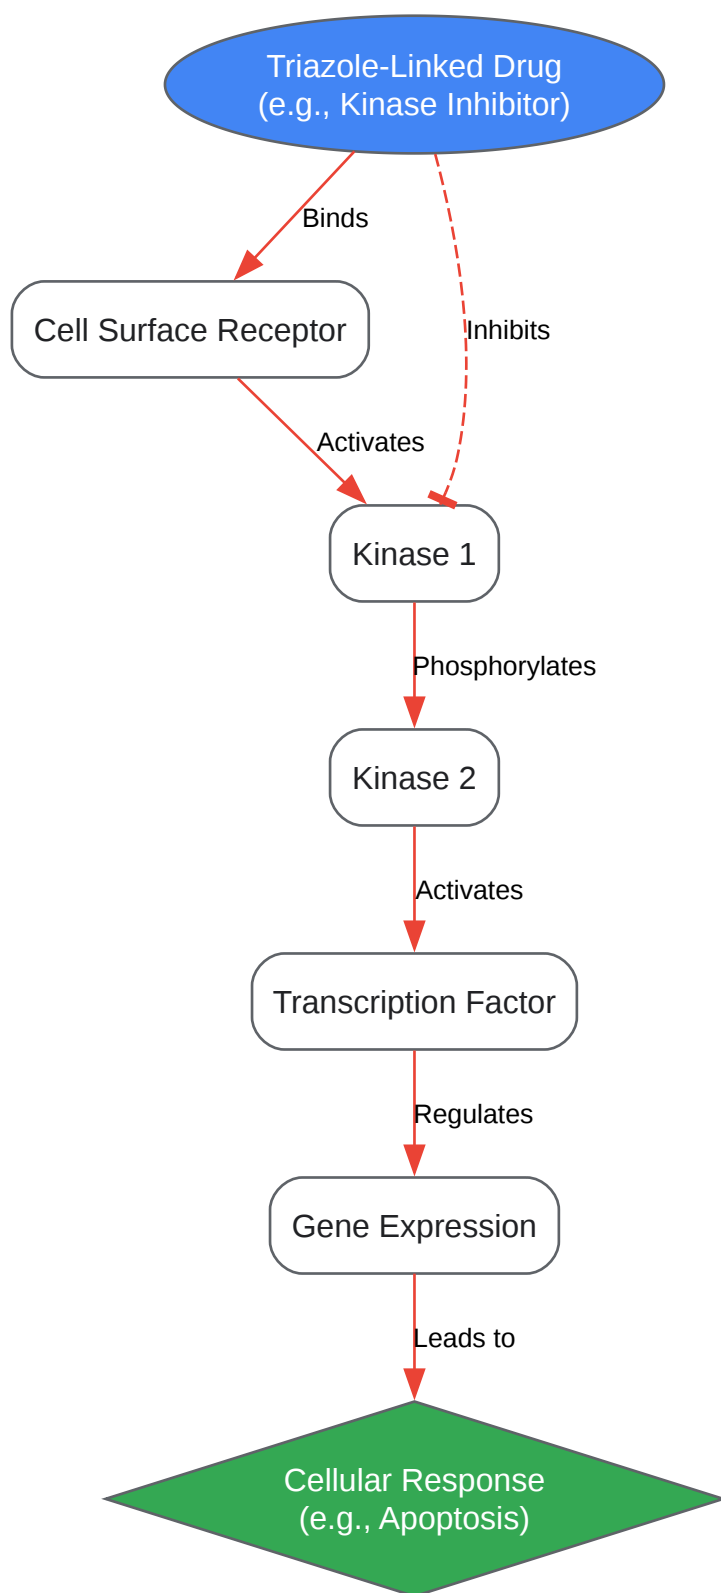 Triazole-Linked Drug
(e.g., Kinase Inhibitor)
Binds
Cell Surface Receptor
Inhibits
Activates
Kinase 1
Phosphorylates
Kinase 2
Activates
Transcription Factor
Regulates
Gene Expression
Leads to
Cellular Response
(e.g., Apoptosis)